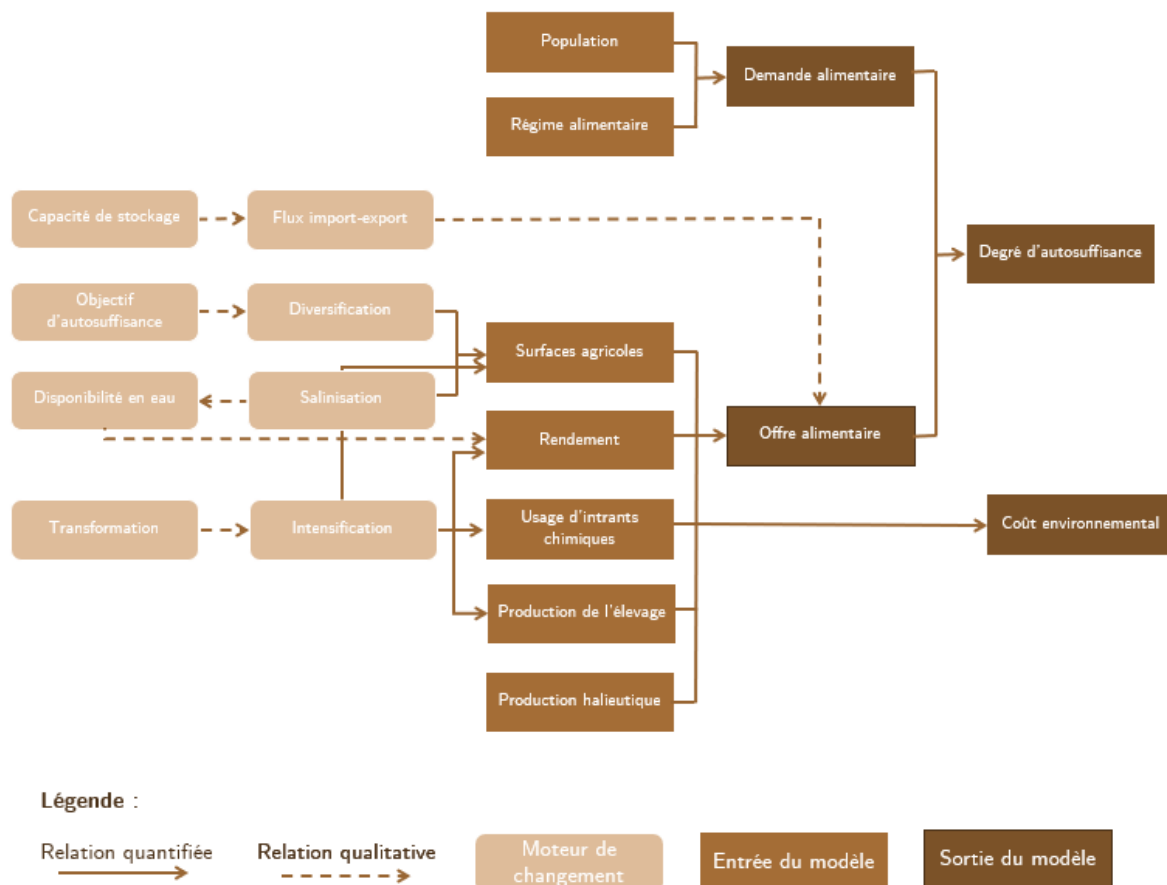 Population
Demande alimentaire
Régime alimentaire
Capacité de stockage
Flux import-export
Degré d'autosuffisance
Objectif
d'autosuffisance
Diversification
Surfaces agricoles
Disponibilité en eau
Salinisation
Rendement
Offre alimentaire
Transformation
Intensification
Usage d'intrants
chimiques
Coût environnemental
Production de l'élevage
Production halieutique
Légende :
Relation quantifiée
Relation qualitative
Moteur de
changement
Entrée du modèle
Sortie du modèle